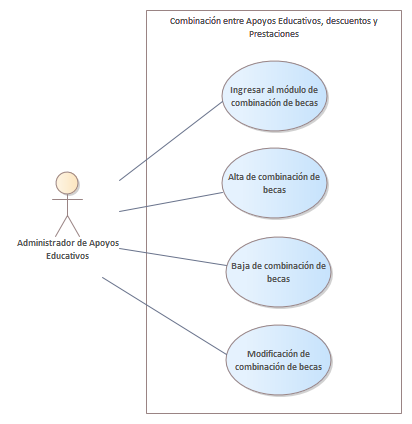 Combinación entre Apoyos Educativos, descuentos y
Prestaciones
Ingresar al módulo de
combinación de becas
Alta de combinación de
becas
Administrador de Apoyos
Educativos
Baja de combinación de
becas
Modificación de
combinación de becas